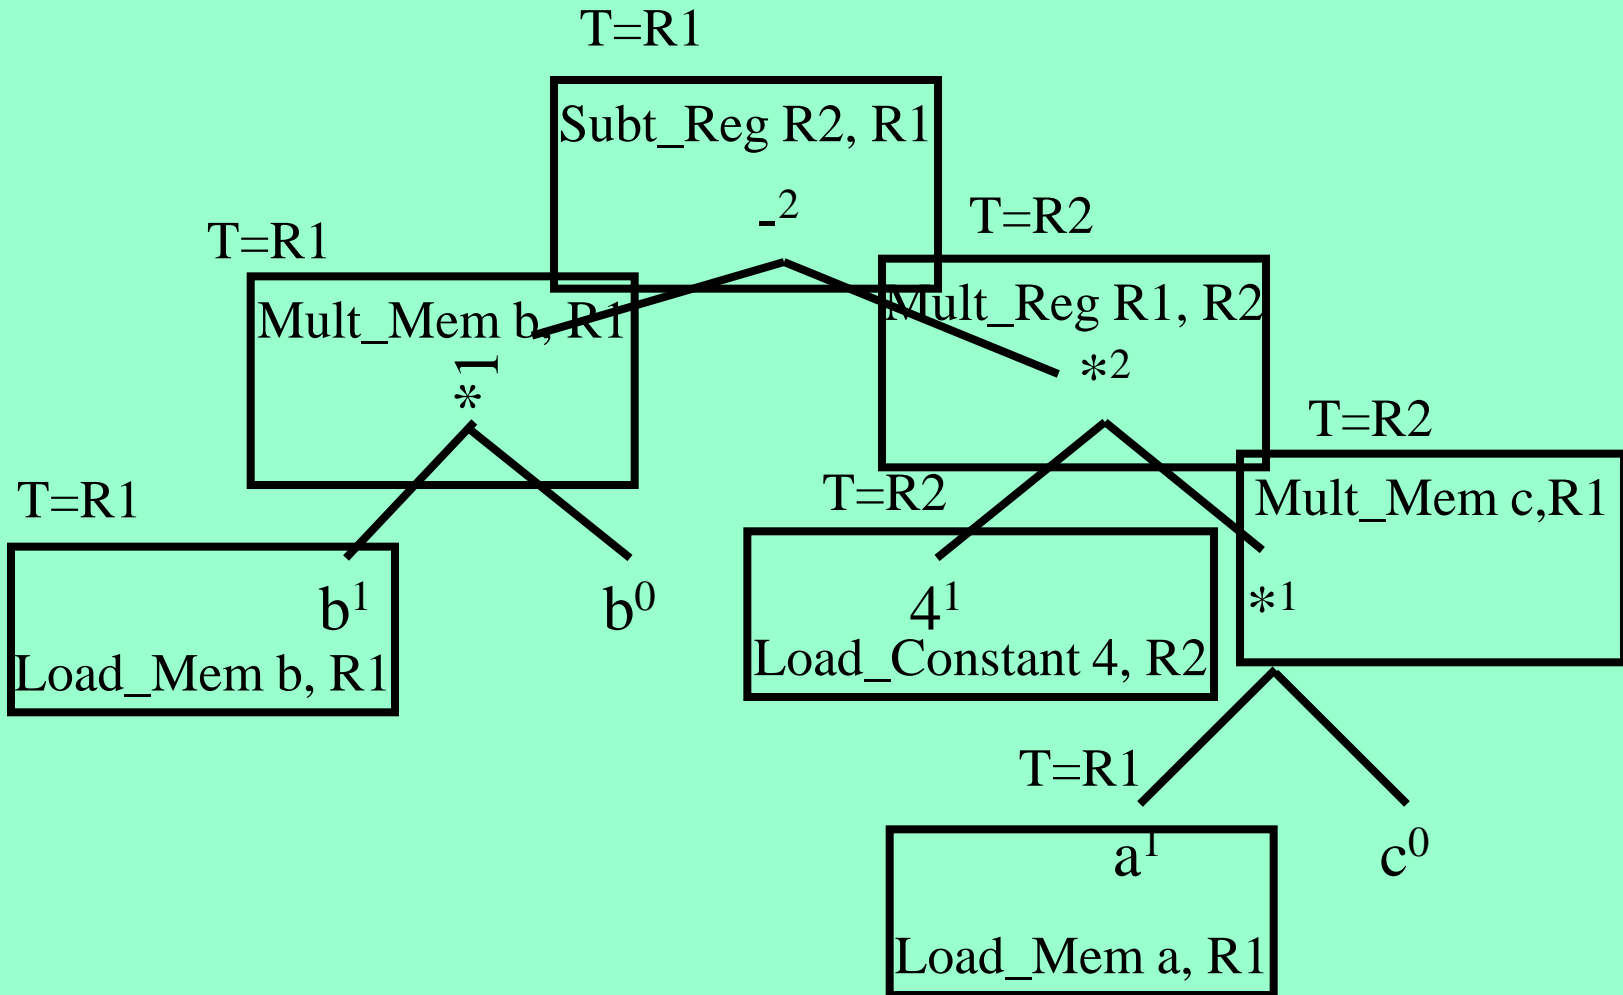 T=R1
Subt_Reg R2, R1
-2
T=R1
T=R2
Mult_Mem b, R1
Mult_Reg R1, R2
*1
*2
T=R2
T=R1
T=R2
Mult_Mem c,R1
b1
b0
41
*1
Load_Mem b, R1
Load_Constant 4, R2
T=R1
a1
c0
Load_Mem a, R1